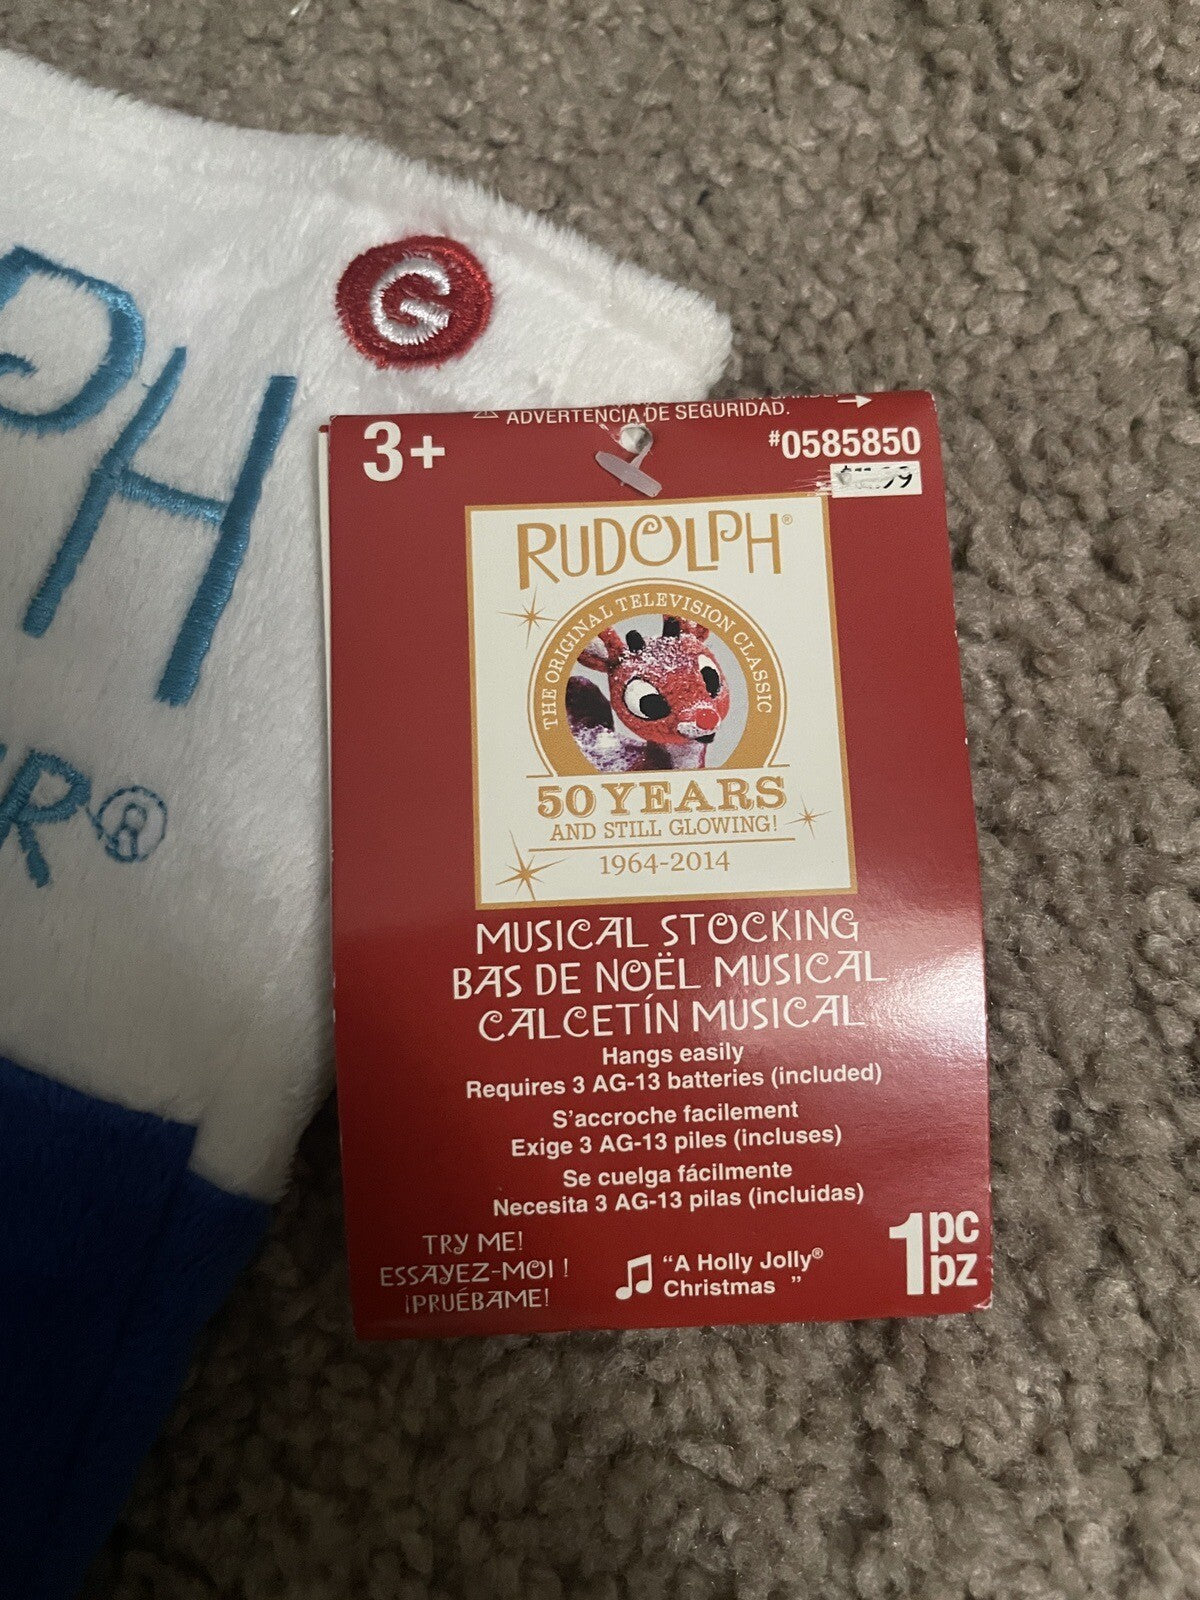 PH
R®
ADVERTENCIA DE SEGURIDAD.
3+
#0585850
RUDOLPH®
THE ORIGINAL TELEVISION CLASSIC
50 YEARS
AND STILL GLOWING!
1964-2014
MUSICAL STOCKING
BAS DE NOËL MUSICAL
CALCETÍN MUSICAL
Hangs easily
Requires 3 AG-13 batteries (included)
S'accroche facilement
Exige 3 AG-13 piles (incluses)
Se cuelga fácilmente
Necesita 3 AG-13 pilas (incluidas)
TRY ME!
ESSAYEZ-MOI !
¡PRUÉBAME!
"A Holly Jolly®
Christmas "
1 pc
pz